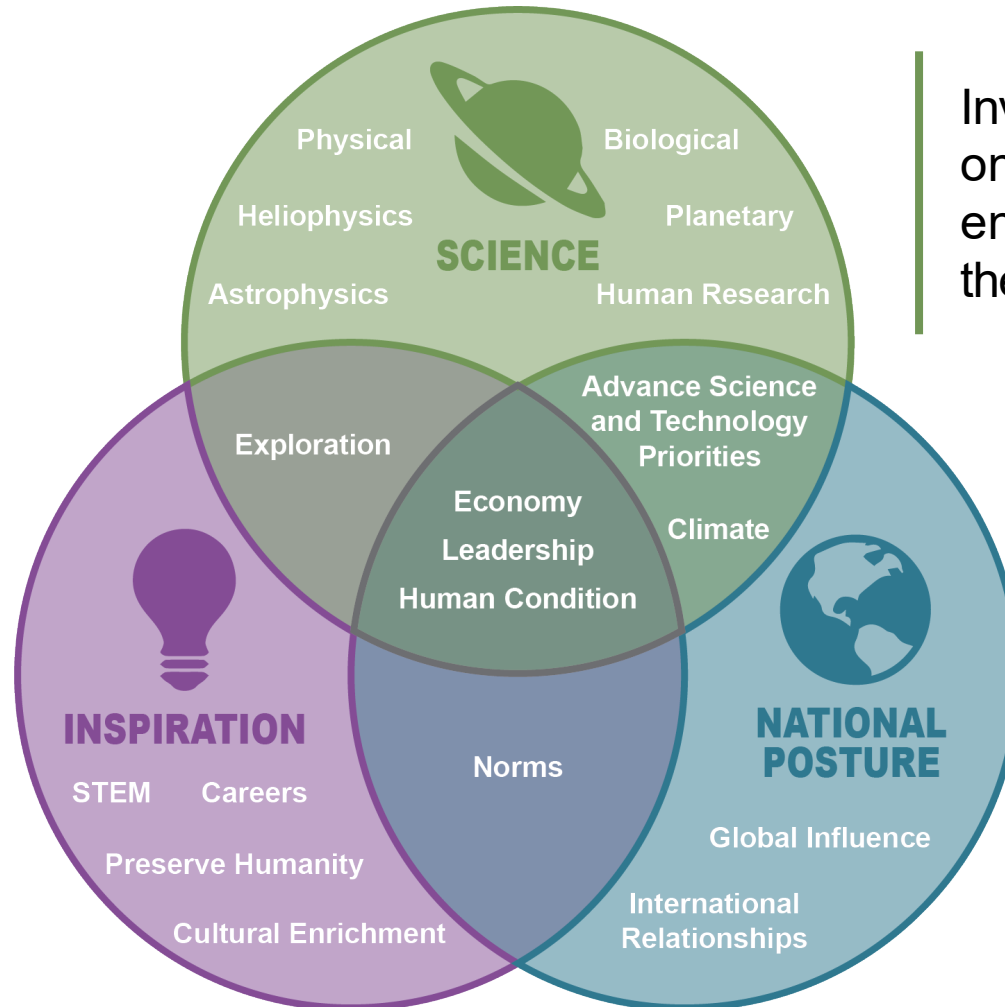 Physical
Biological
Heliophysics
Planetary
SCIENCE
Astrophysics
Human Research
Exploration
Advance Science
and Technology
Priorities
Climate
Economy
Leadership
Human Condition
INSPIRATION
STEM Careers
Preserve Humanity
Cultural Enrichment
Norms
NATIONAL
POSTURE
Global Influence
International
Relationships